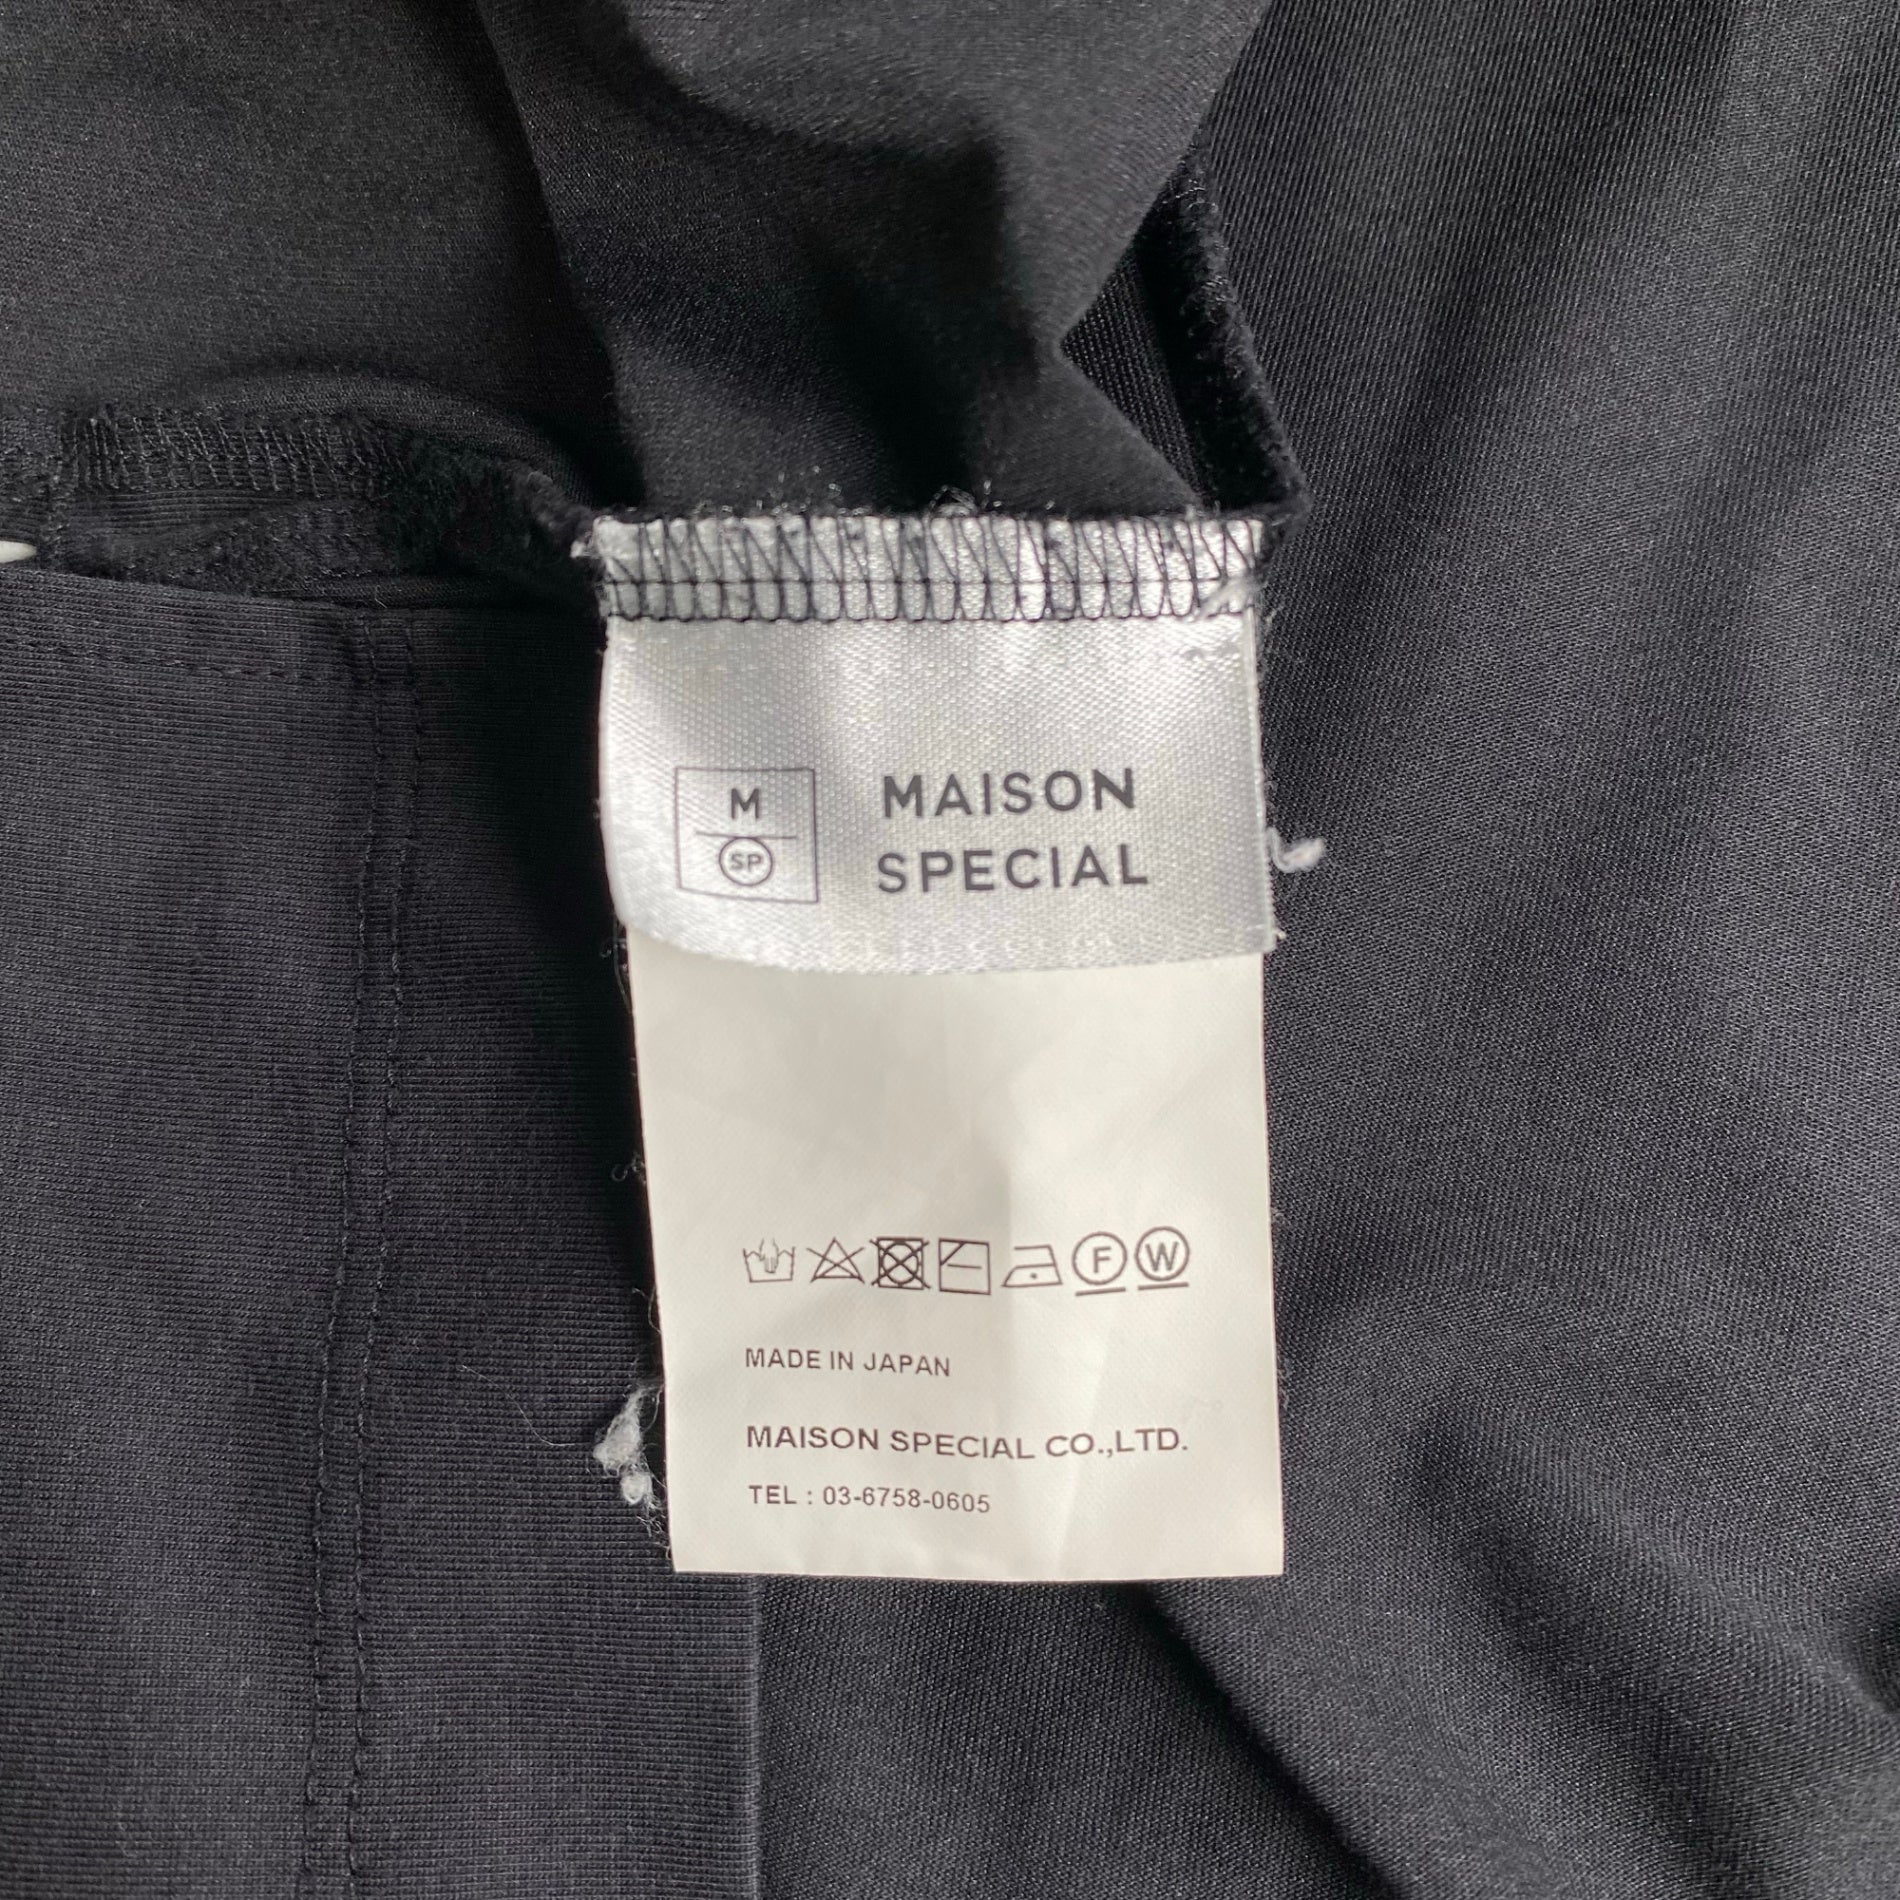 M
SP
MAISON
SPECIAL
F W
MADE IN JAPAN
MAISON SPECIAL CO.,LTD.
TEL : 03-6758-0605